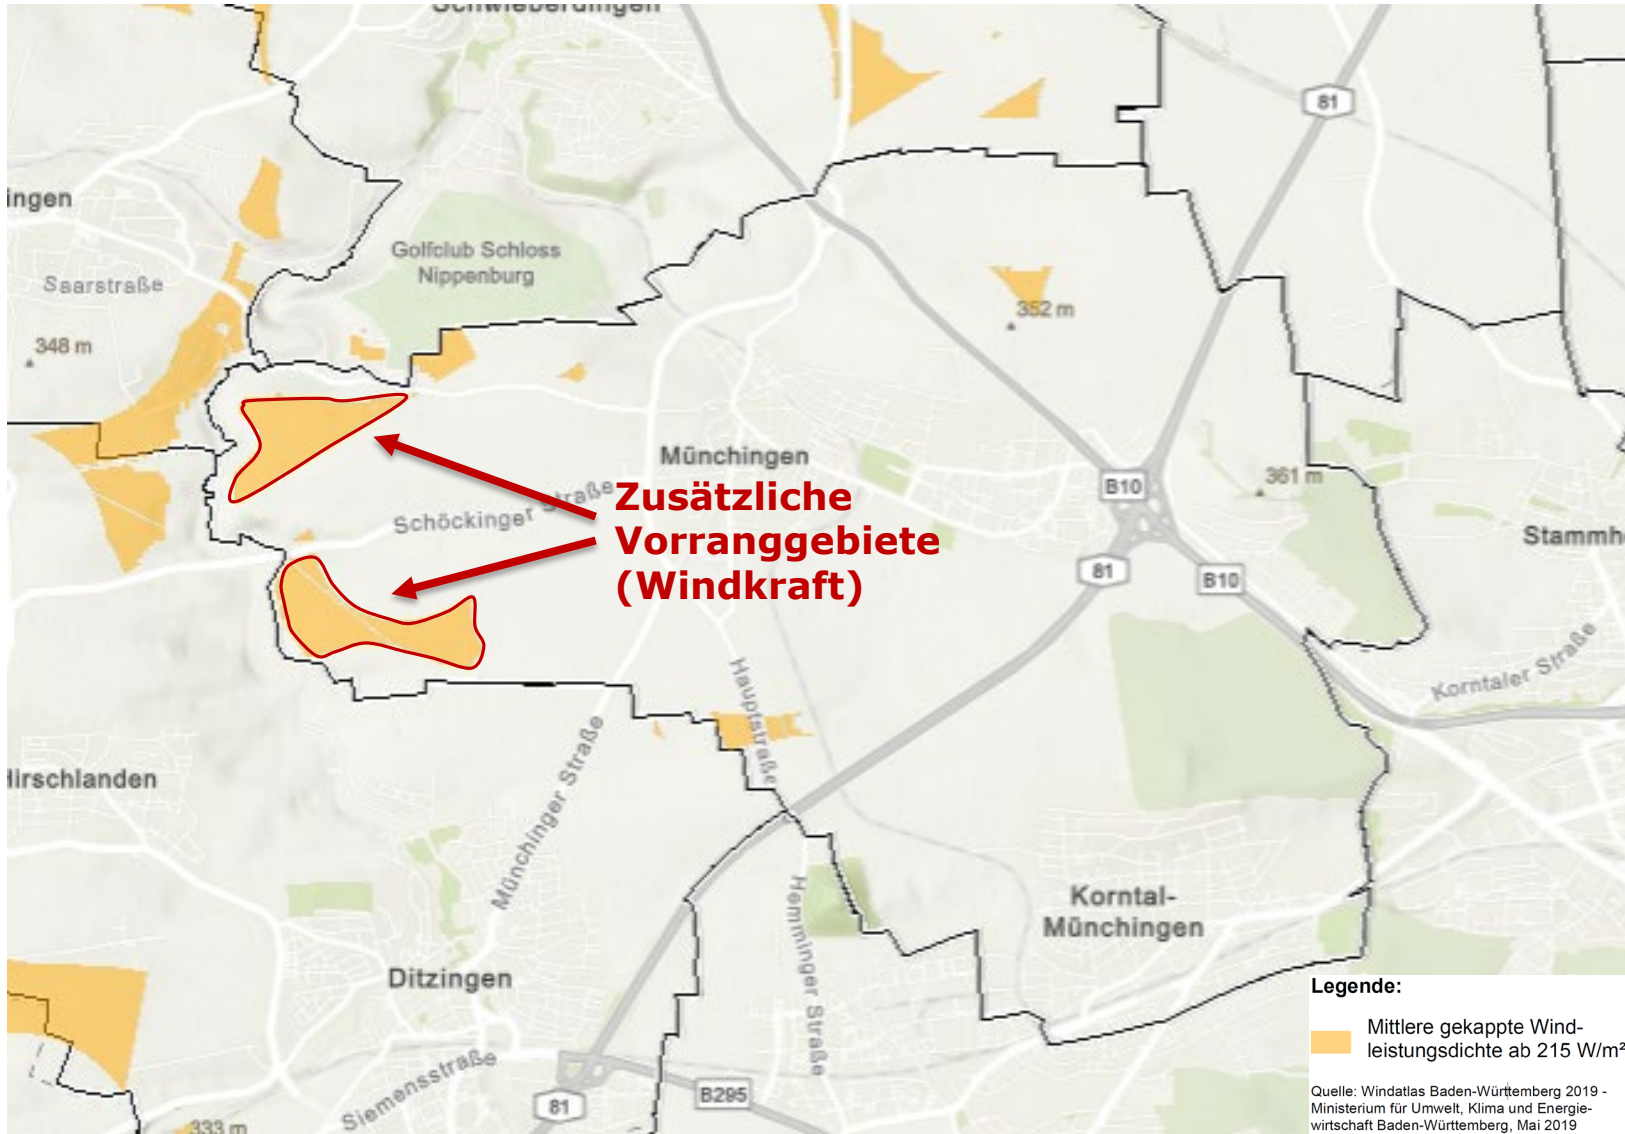 Schwieberdingen
81
ingen
Golfclub Schloss
Nippenburg
Saarstraße
352 m
348 m
Münchingen
361 m
B10
Zusätzliche
Vorranggebiete
(Windkraft)
Schöckinger Straße
Stammh
81
B10
Korntaler Straße
Hauptstraße
Münchinger Straße
Hirschlanden
Korntal-
Münchingen
Hemminger Straße
Ditzingen
Siemensstraße
81
B295
333 m
Legende:
Mittlere gekappte Wind-
leistungsdichte ab 215 W/m²
Quelle: Windatlas Baden-Württemberg 2019 -
Ministerium für Umwelt, Klima und Energie-
wirtschaft Baden-Württemberg, Mai 2019